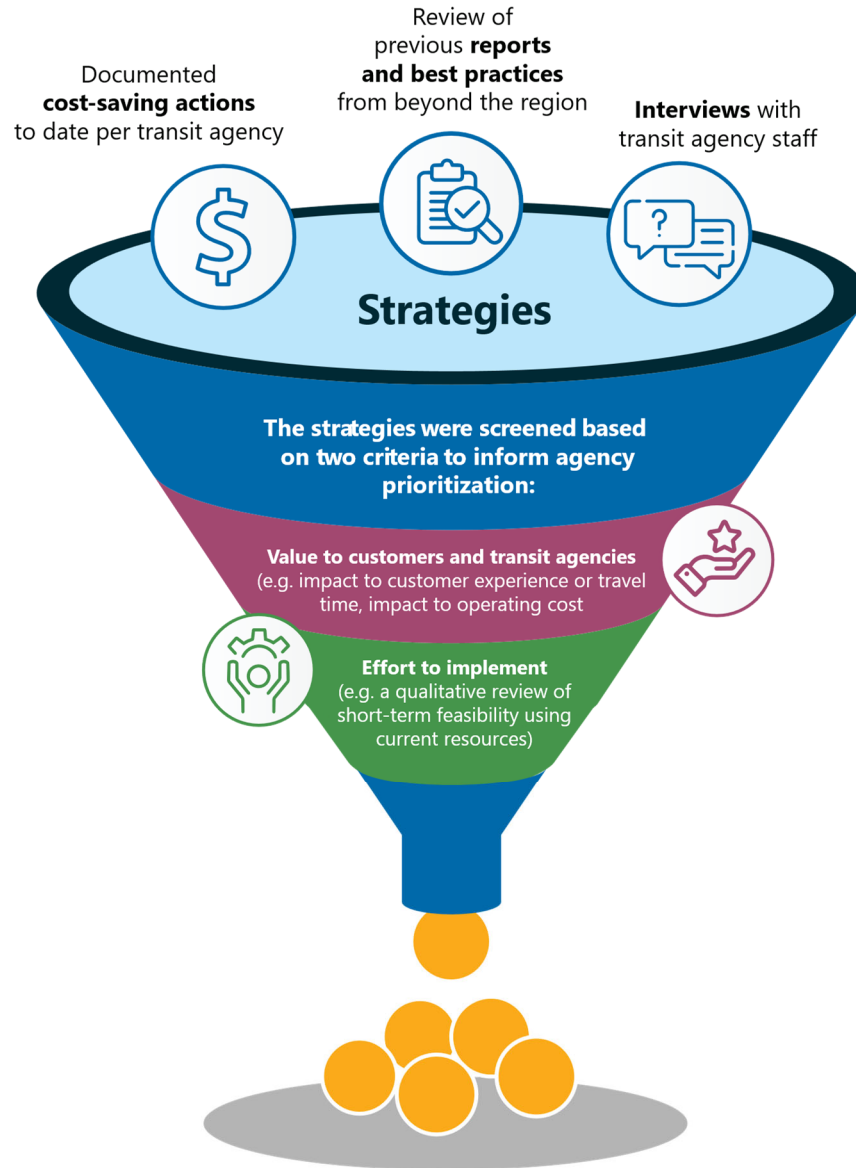 Documented
cost-saving actions
to date per transit agency
Review of
previous reports
and best practices
from beyond the region
Interviews with
transit agency staff
$
?
Strategies
The strategies were screened based
on two criteria to inform agency
prioritization:
Value to customers and transit agencies
(e.g. impact to customer experience or travel
time, impact to operating cost
Effort to implement
(e.g. a qualitative review of
short-term feasibility using
current resources)